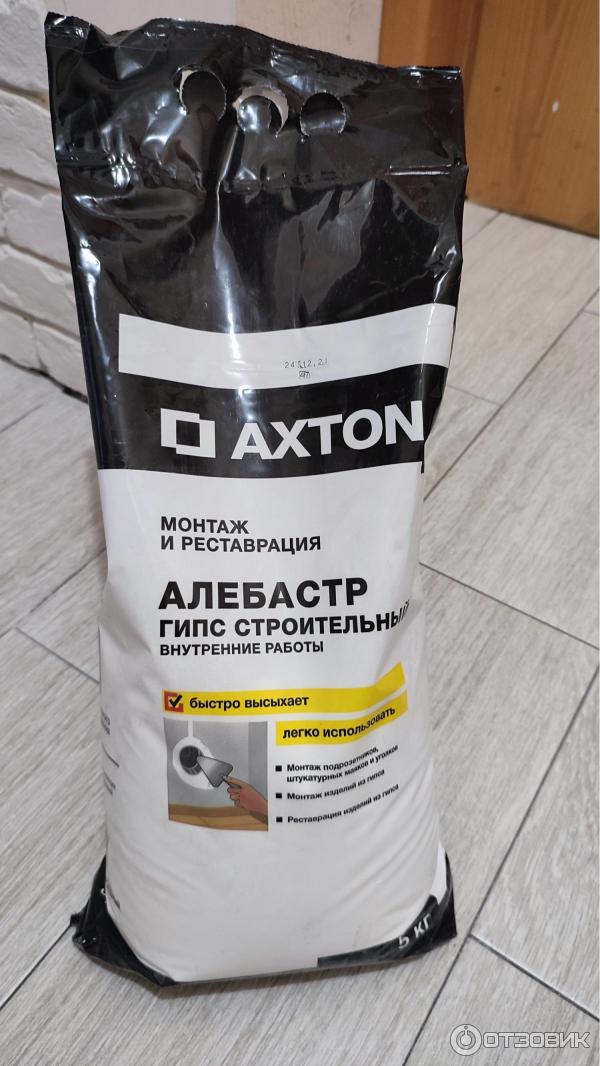 AXTON
МОНТАЖ
И РЕСТАВРАЦИЯ
АЛЕБАСТР
ГИПС СТРОИТЕЛЬНЫЙ
ВНУТРЕННИЕ РАБОТЫ
быстро высыхает
легко использовать
Монтаж подрозетников,
штукатурных маяков и уголков
Монтаж изделий из гипса
Реставрация изделий из гипса
5 КГ
ОТЗОВИК